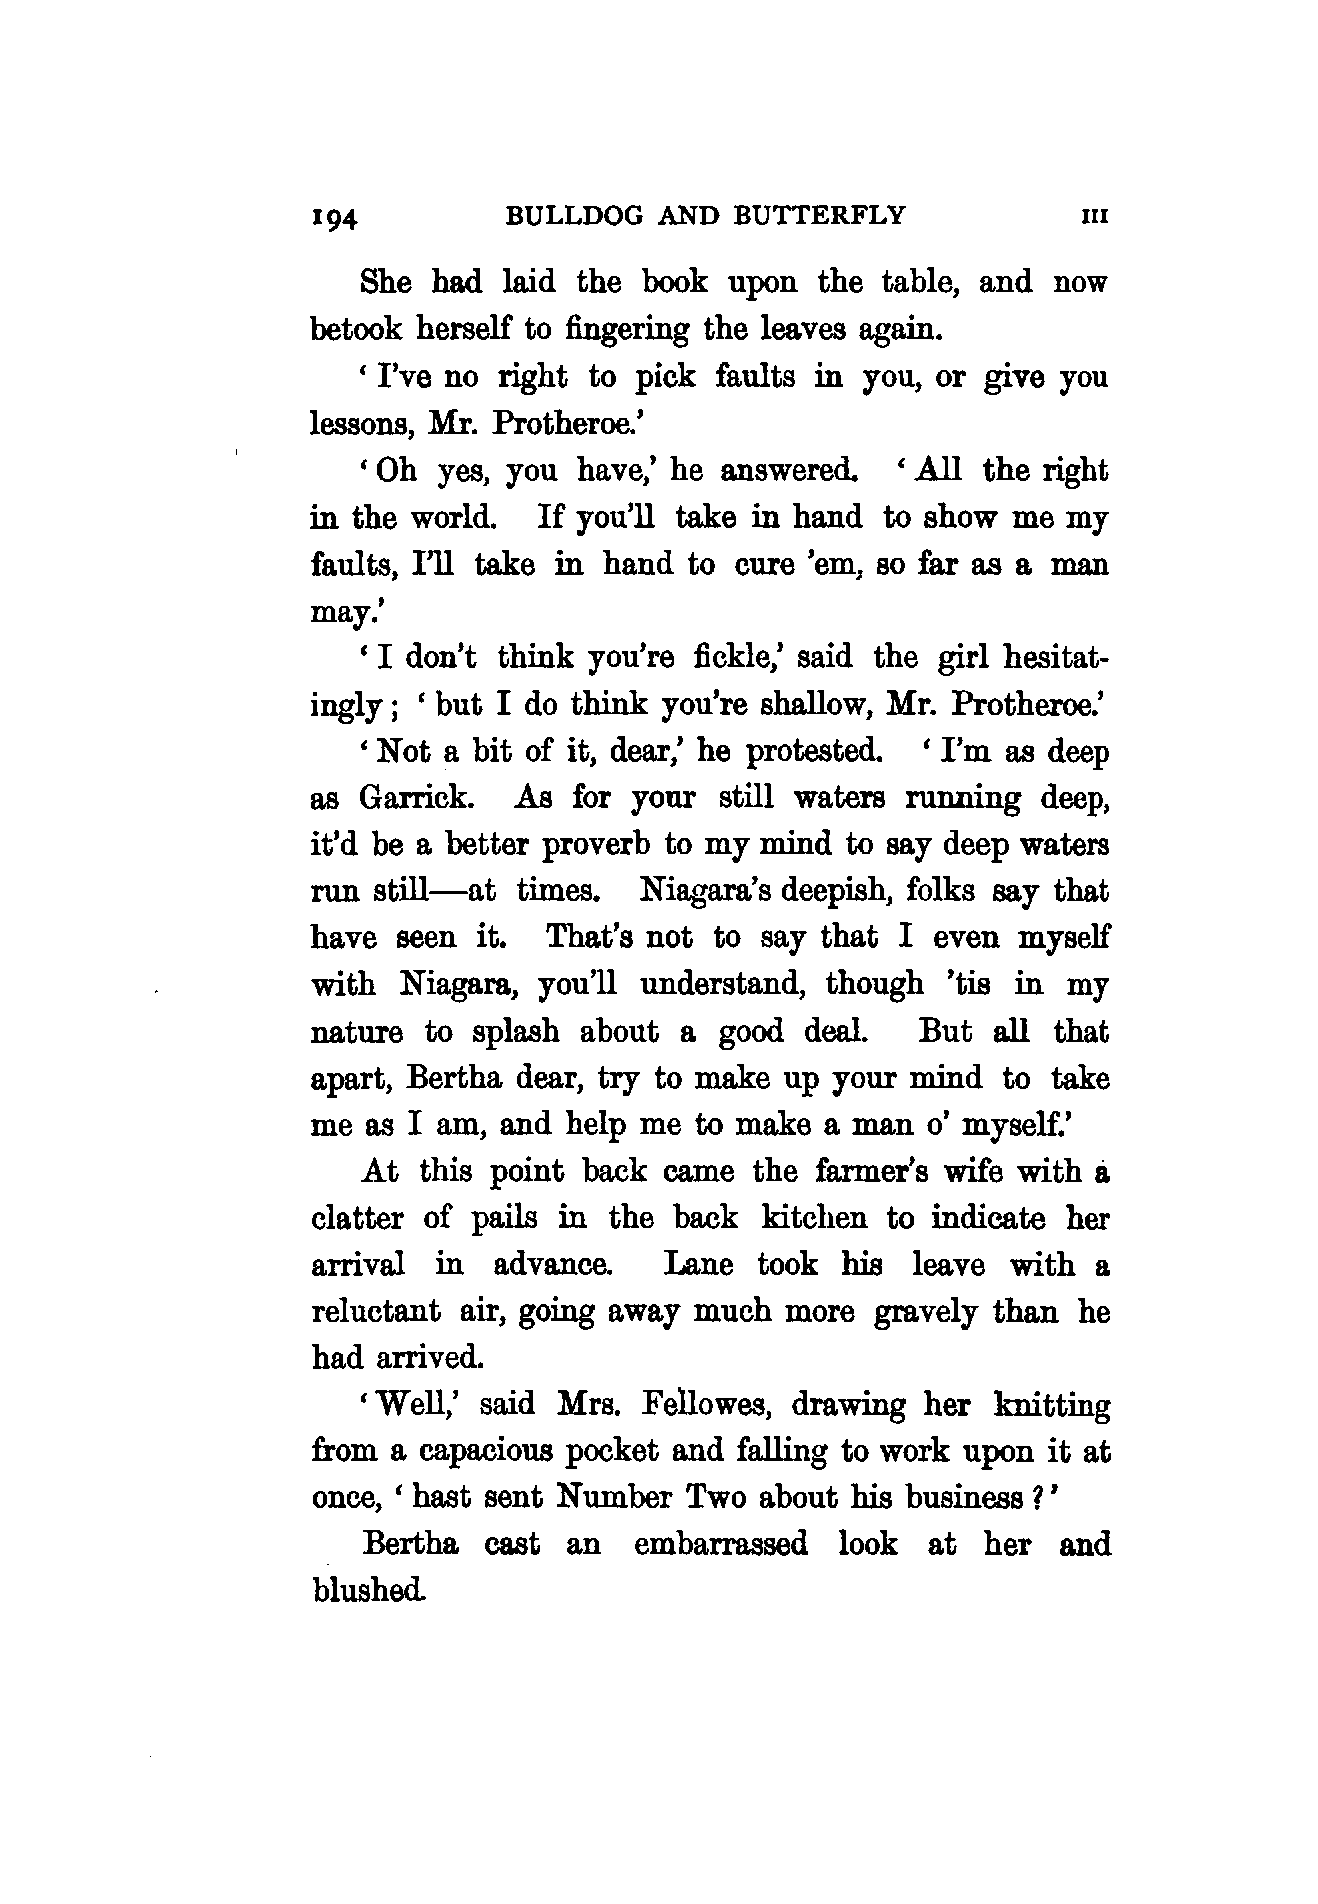 194 BULLDOG AND BUTTERFLY III
She had laid the book upon the table, and now
betook herself to fingering the leaves again.
‘ I've no right to pick faults in you, or give you
lessons, Mr. Protheroe.’
‘ Oh yes, you have,’ he answered. ‘ All the right
in the world. If you'll take in hand to show me my
faults, I'll take in hand to cure 'em, so far as a man
may.’
‘ I don't think you're fickle,’ said the girl hesitat-
ingly ; ‘ but I do think you're shallow, Mr. Protheroe.’
‘ Not a bit of it, dear,’ he protested. ‘ I'm as deep
as Garrick. As for your still waters running deep,
it'd be a better proverb to my mind to say deep waters
run still—at times. Niagara's deepish, folks say that
have seen it. That's not to say that I even myself
with Niagara, you'll understand, though 'tis in my
nature to splash about a good deal. But all that
apart, Bertha dear, try to make up your mind to take
me as I am, and help me to make a man o' myself.’
At this point back came the farmer's wife with a
clatter of pails in the back kitchen to indicate her
arrival in advance. Lane took his leave with a
reluctant air, going away much more gravely than he
had arrived.
‘ Well,’ said Mrs. Fellowes, drawing her knitting
from a capacious pocket and falling to work upon it at
once, ‘ hast sent Number Two about his business ? ’
Bertha cast an embarrassed look at her and
blushed.